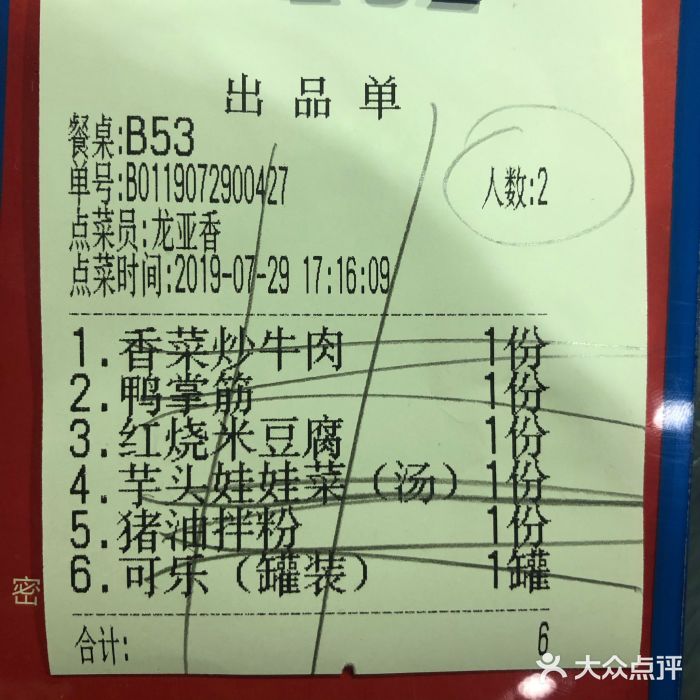 出品单
餐桌:B53
单号:B0119072900427
人数:2
点菜员:龙亚香
点菜时间:2019-07-29 17:16:09
1.香菜炒牛肉 1份
2.鸭掌筋 1份
3.红烧米豆腐 1份
4.芋头娃娃菜（汤）1份
5.猪油拌粉 1份
6.可乐（罐装） 1罐
合计: 6
密
大众点评